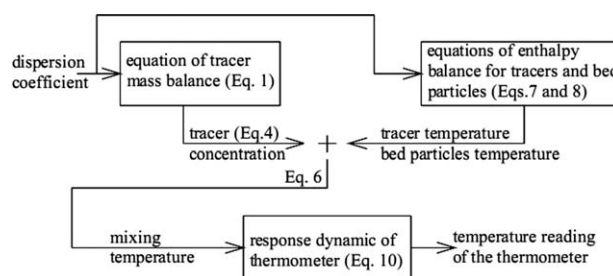 dispersion
coefficient
equation of tracer
mass balance (Eq. 1)
equations of enthalpy
balance for tracers and bed
particles (Eqs.7 and 8)
tracer (Eq.4)
concentration
+
tracer temperature
bed particles temperature
Eq. 6
mixing
temperature
response dynamic of
thermometer (Eq. 10)
temperature reading
of the thermometer